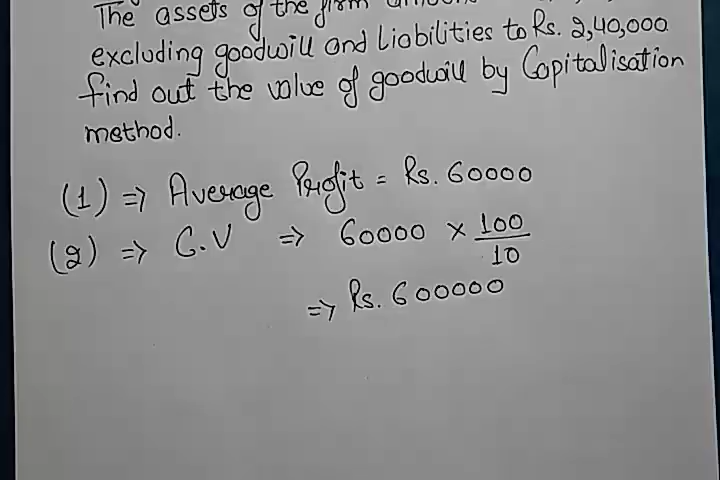 The assets of the firm
excluding goodwill and liabilities to Rs. 2,40,000
find out the value of goodwill by Capitalisation
method.
(1) => Average Profit = Rs. 60000
(2) => C.V => 60000 × 100/10
=> Rs. 600000